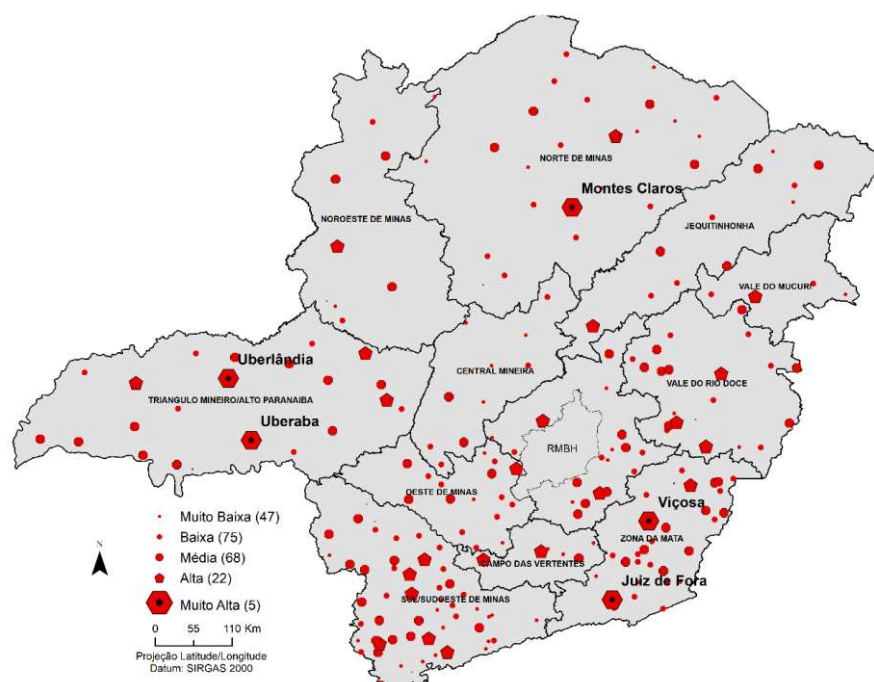 NORTE DE MINAS
Montes Claros
NOROESTE DE MINAS
JEQUITINHONHA
VALE DO MUCURI
Uberlândia
CENTRAL MINEIRA
VALE DO RIO DOCE
TRIANGULO MINEIRO/ALTO PARANAIBA
Uberaba
RMBH
OESTE DE MINAS
Viçosa
ZONA DA MATA
CAMPO DAS VERTENTES
Juiz de Fora
SUL/SUDOESTE DE MINAS
N
Muito Baixa (47)
Baixa (75)
Média (68)
Alta (22)
Muito Alta (5)
0 55 110 Km
Projeção Latitude/Longitude
Datum: SIRGAS 2000